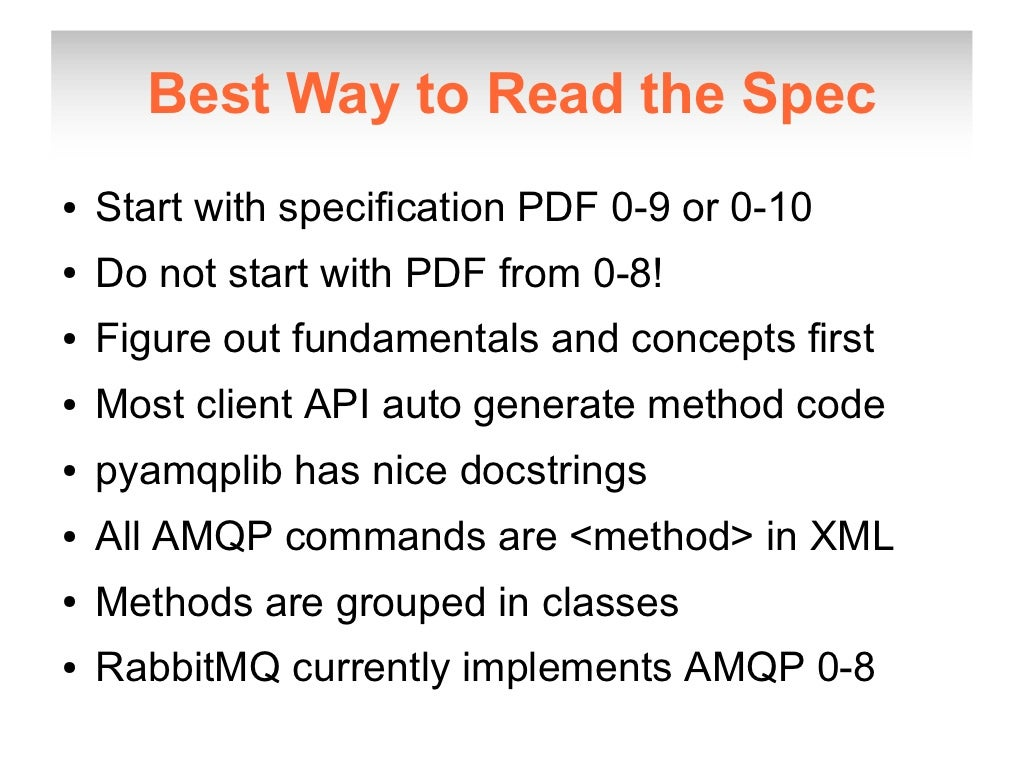 Best Way to Read the Spec
● Start with specification PDF 0-9 or 0-10
● Do not start with PDF from 0-8!
● Figure out fundamentals and concepts first
● Most client API auto generate method code
● pyamqplib has nice docstrings
● All AMQP commands are <method> in XML
● Methods are grouped in classes
● RabbitMQ currently implements AMQP 0-8